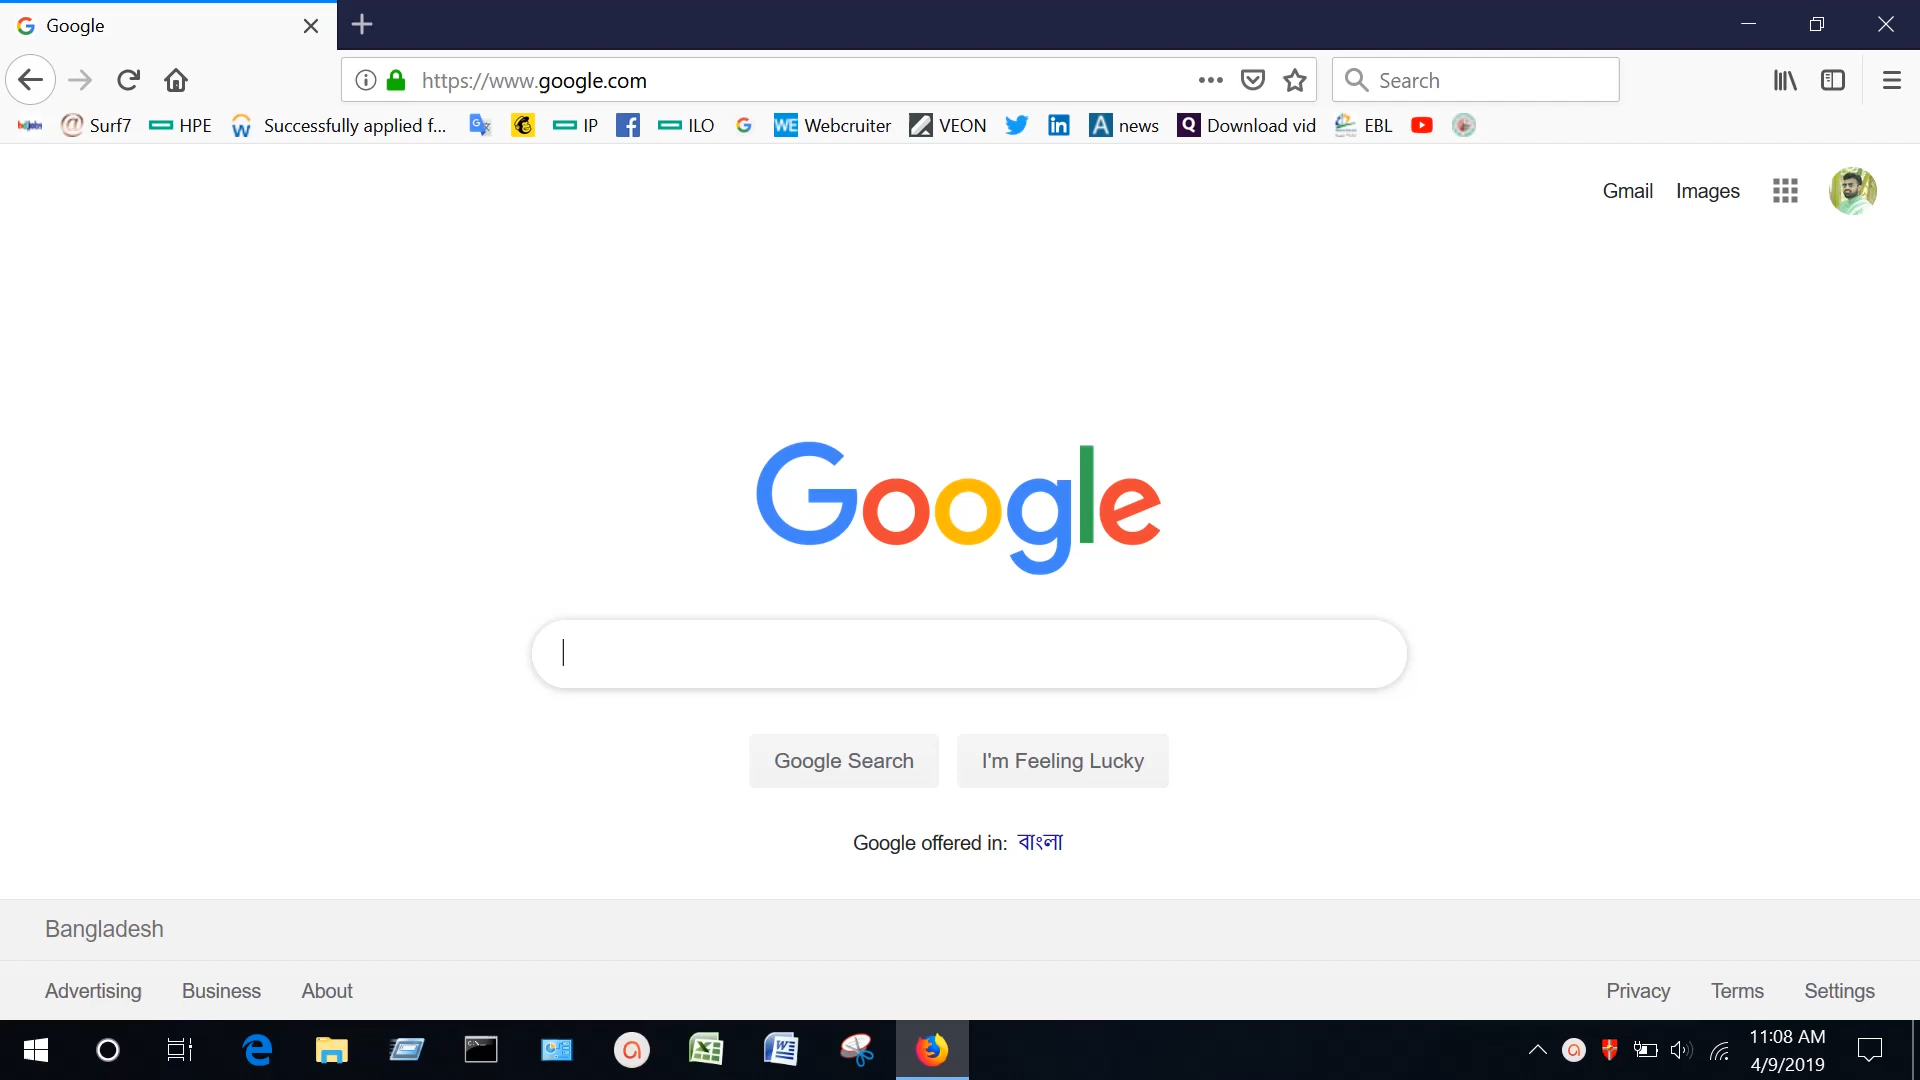 Google
https://www.google.com
Search
bdjobs
Surf7
HPE
Successfully applied f...
IP
ILO
WE Webcruiter
VEON
A news
Q Download vid
EBL
Gmail
Images
Google
Google Search
I'm Feeling Lucky
Google offered in: বাংলা
Bangladesh
Advertising
Business
About
Privacy
Terms
Settings
11:08 AM
4/9/2019